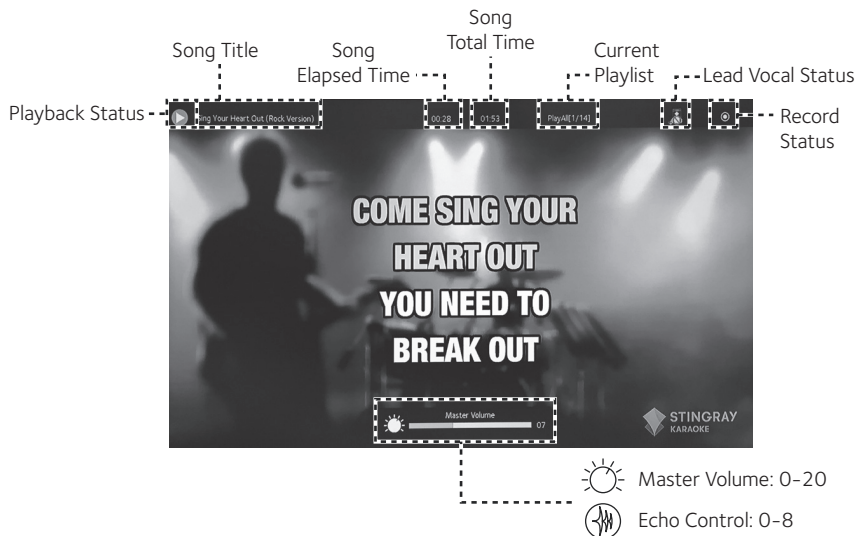 Song Title
Song
Elapsed Time
Song
Total Time
Current
Playlist
Lead Vocal Status
Playback Status
Record
Status
Sing Your Heart Out (Rock Version)
00:28
01:53
PlayAll[1/14]
COME SING YOUR
HEART OUT
YOU NEED TO
BREAK OUT
Master Volume
07
STINGRAY
KARAOKE
Master Volume: 0-20
Echo Control: 0-8